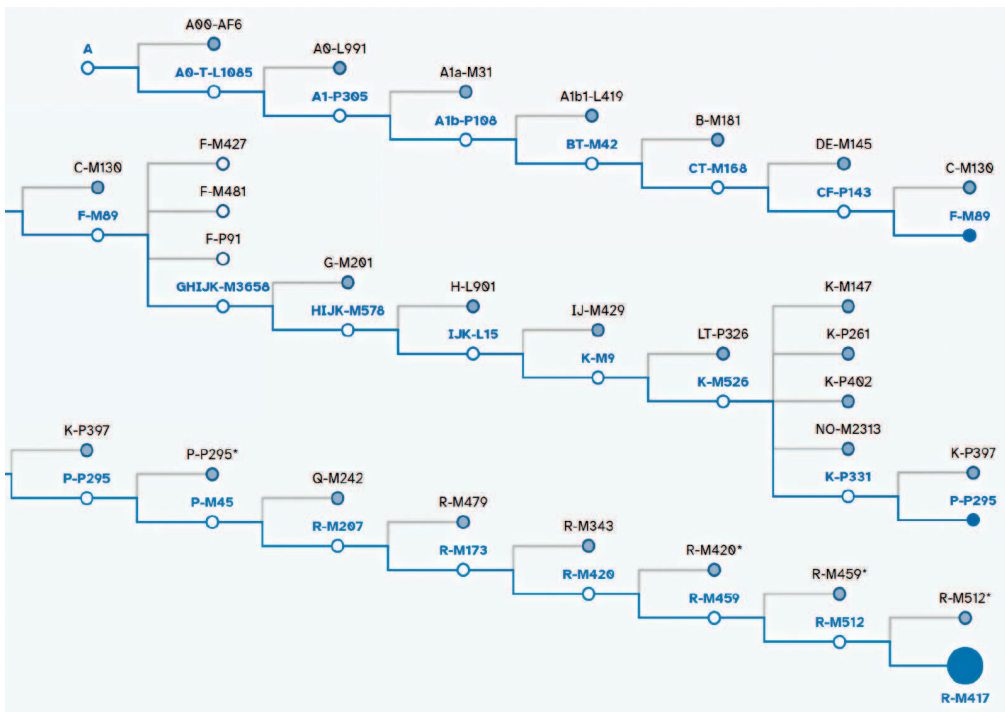 A00-AF6
A
A0-L991
A0-T-L1085
A1a-M31
A1-P305
A1b1-L419
A1b-P108
B-M181
BT-M42
DE-M145
CT-M168
C-M130
CF-P143
F-M89
F-M427
C-M130
F-M481
F-M89
F-P91
G-M201
GHIJK-M3658
K-M147
H-L901
HIJK-M578
IJ-M429
IJK-L15
K-P261
LT-P326
K-M9
K-M526
K-P402
NO-M2313
K-P397
K-P331
P-P295
K-P397
P-P295*
P-P295
Q-M242
P-M45
R-M479
R-M207
R-M343
R-M173
R-M420*
R-M420
R-M459*
R-M459
R-M512*
R-M512
R-M417